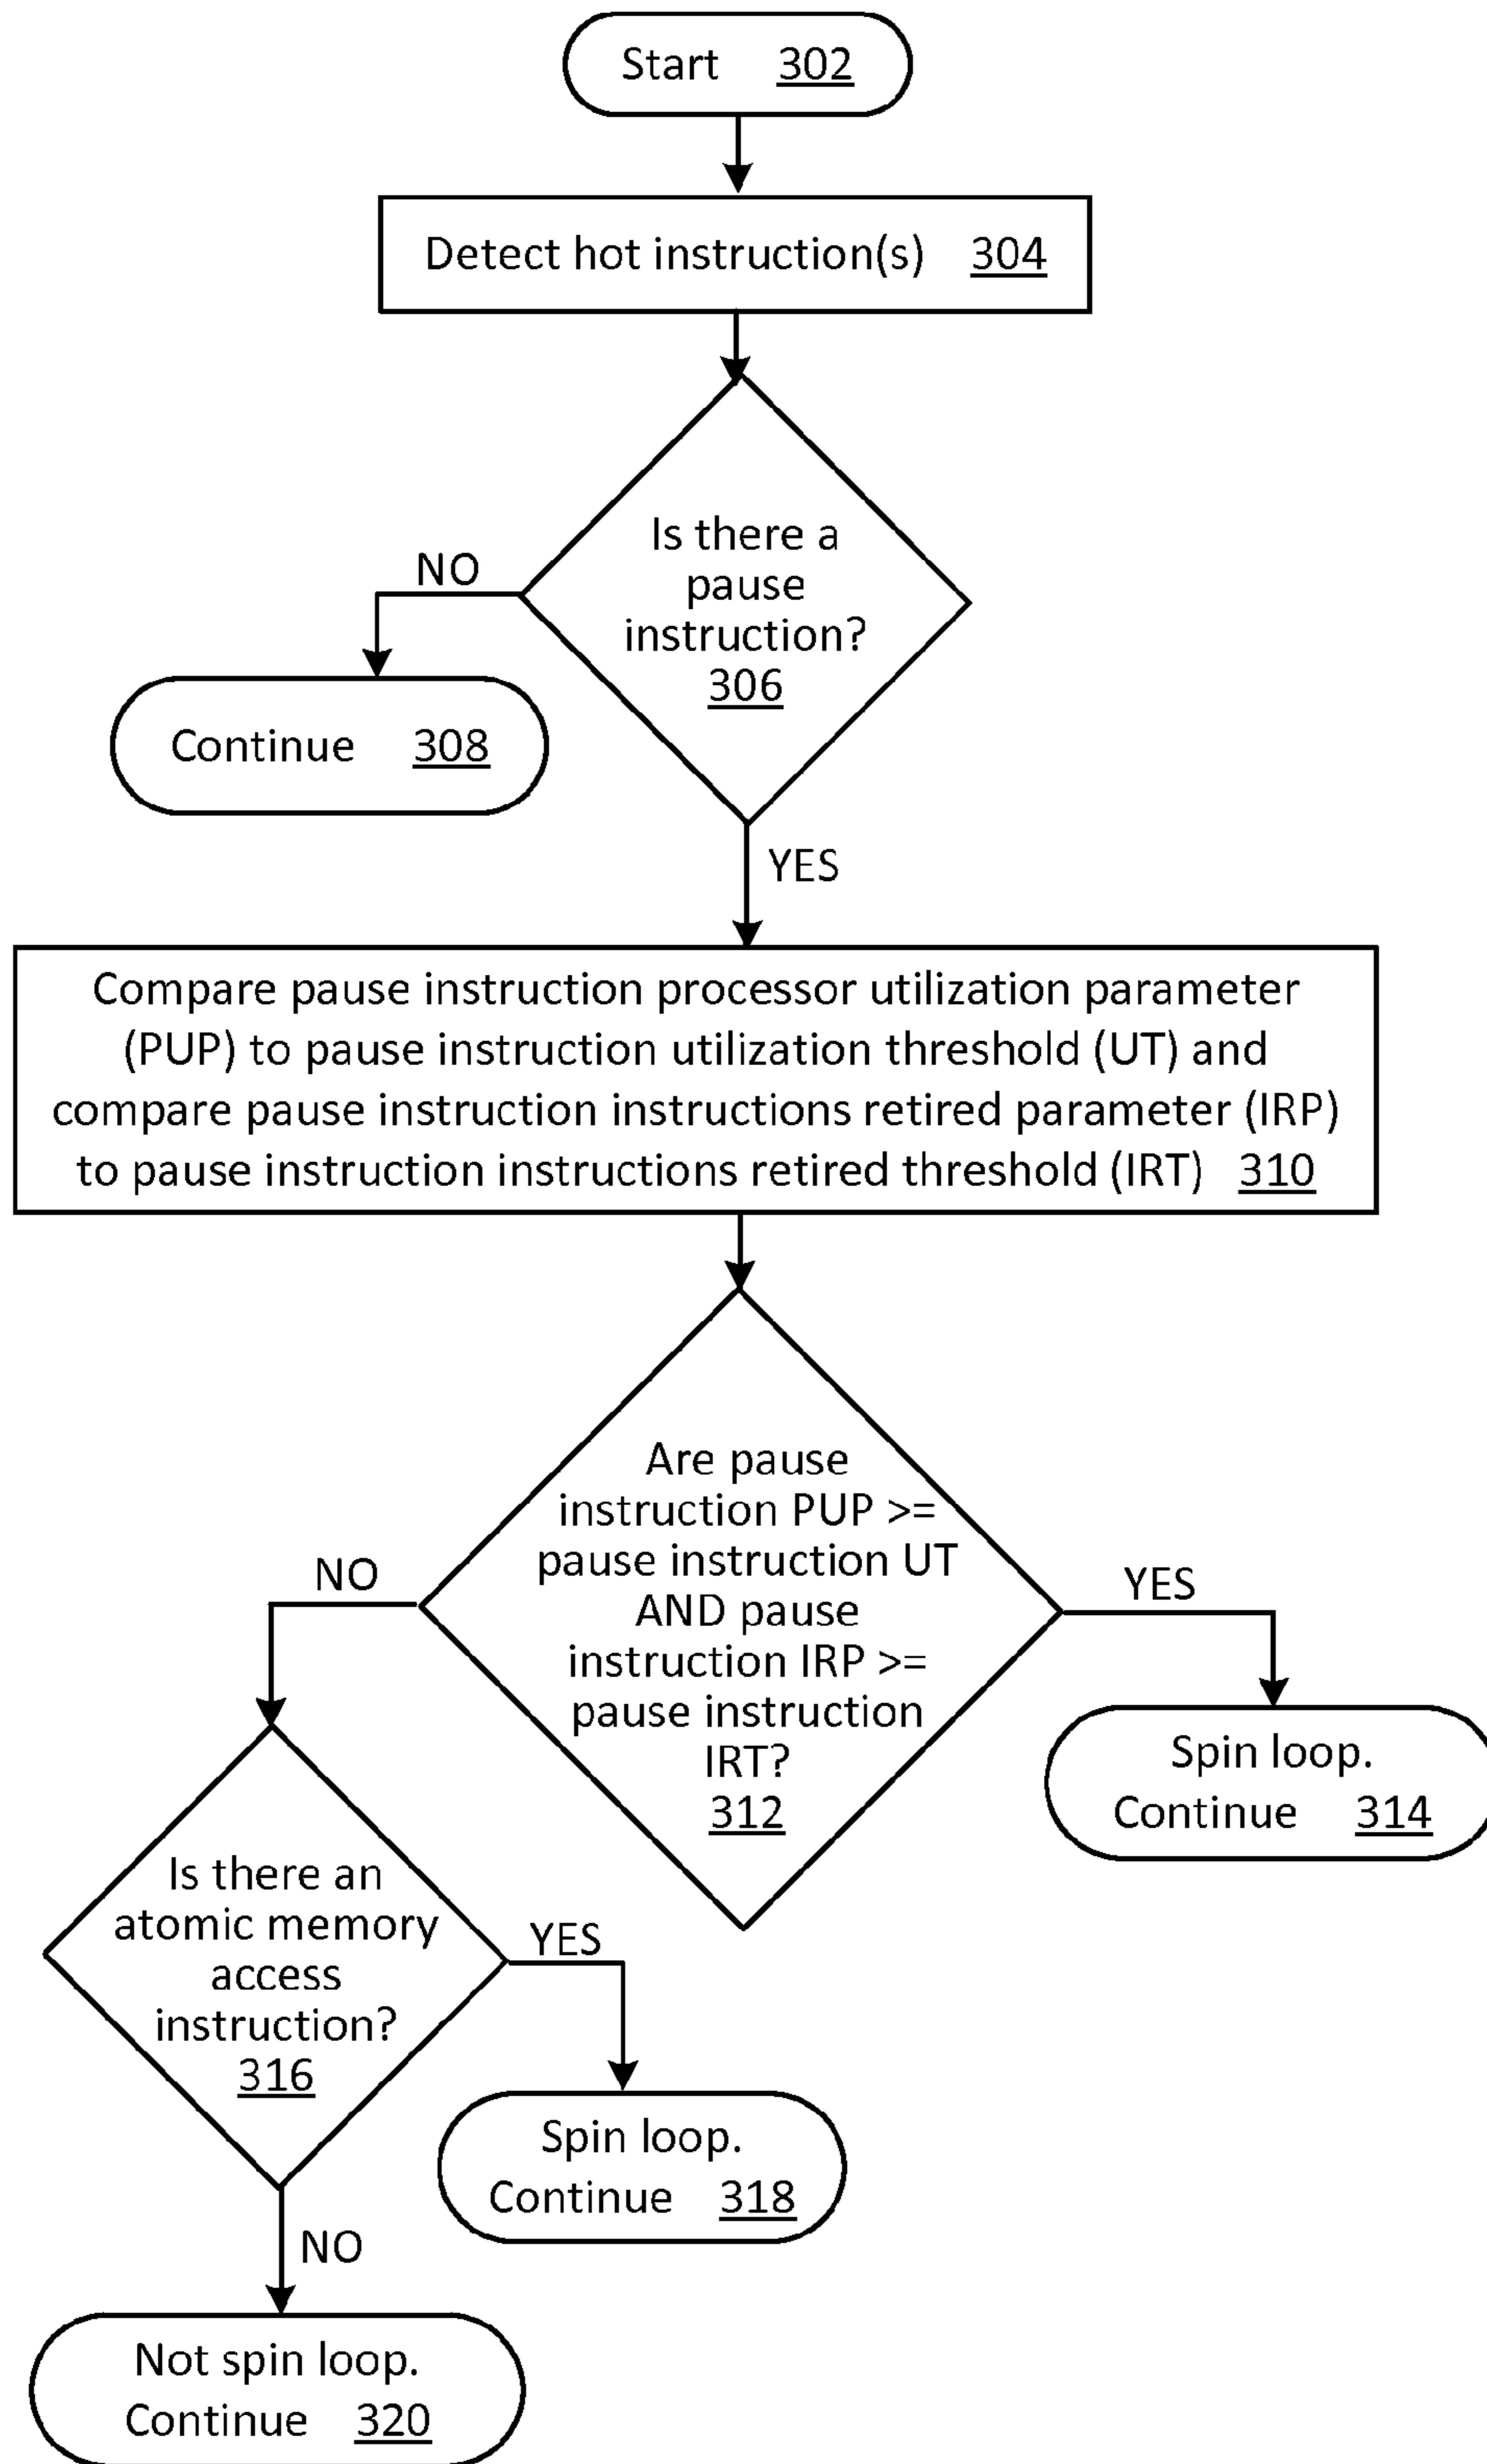 Start 302
Detect hot instruction(s) 304
Is there a
pause
instruction?
306
NO
Continue 308
YES
Compare pause instruction processor utilization parameter
(PUP) to pause instruction utilization threshold (UT) and
compare pause instruction instructions retired parameter (IRP)
to pause instruction instructions retired threshold (IRT) 310
Are pause
instruction PUP >=
pause instruction UT
AND pause
instruction IRP >=
pause instruction
IRT?
312
NO
YES
Spin loop.
Continue 314
Is there an
atomic memory
access
instruction?
316
YES
Spin loop.
Continue 318
NO
Not spin loop.
Continue 320